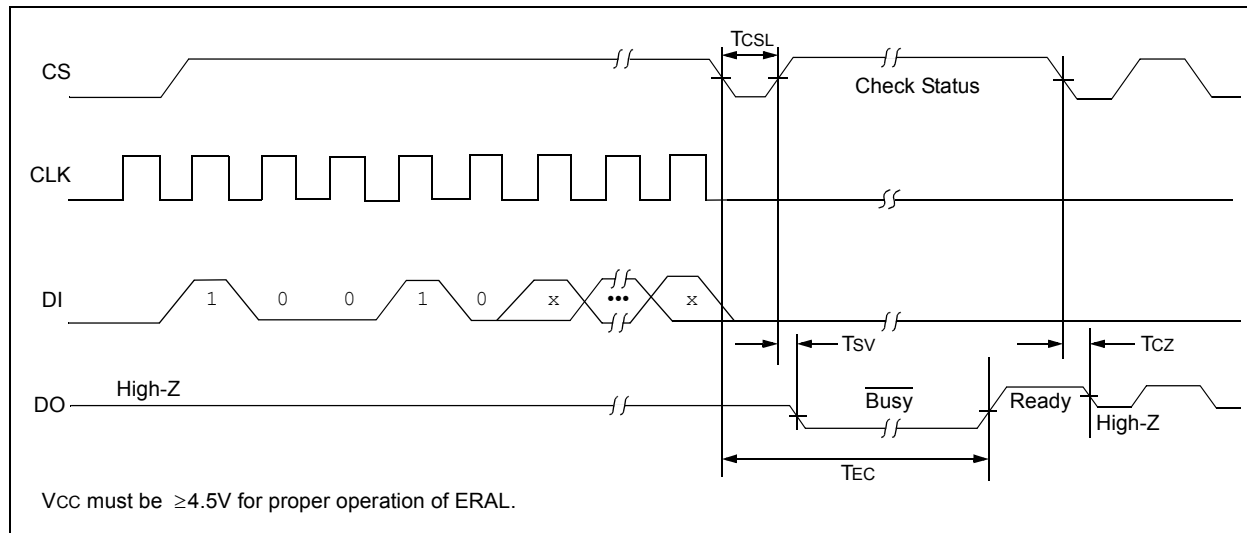 TCSL
CS
Check Status
CLK
DI
1 0 0 1 0 x ••• x
TSV
TCZ
High-Z
DO
Busy
Ready
High-Z
TEC
VCC must be ≥4.5V for proper operation of ERAL.